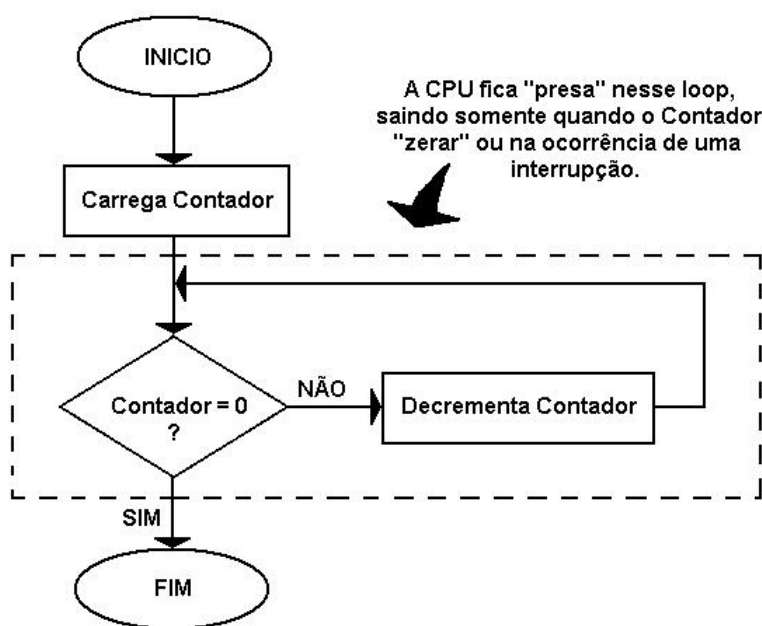 INICIO
A CPU fica "presa" nesse loop,
saindo somente quando o Contador
"zerar" ou na ocorrência de uma
interrupção.
Carrega Contador
Contador = 0
?
NÃO
Decrementa Contador
SIM
FIM